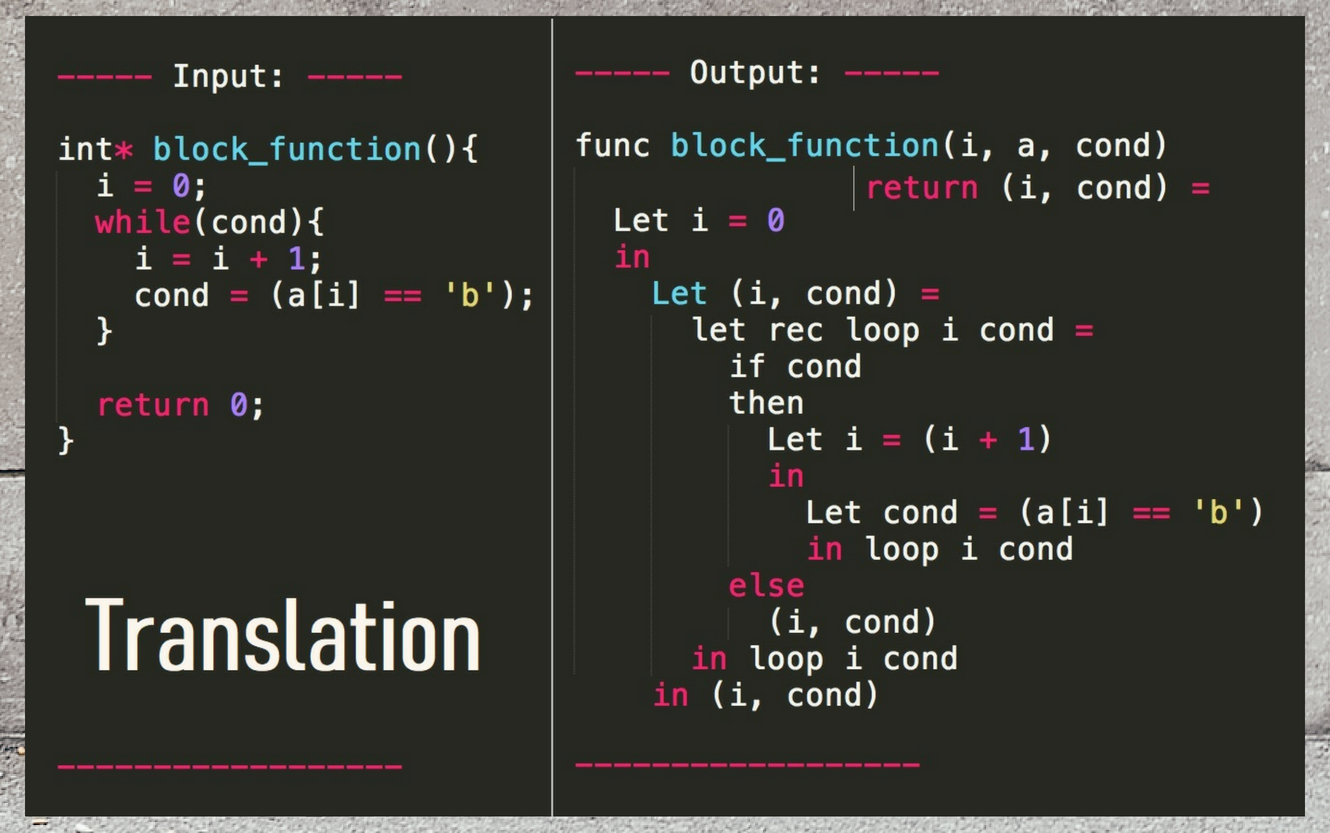 ----- Input: -----
int* block_function(){
i = 0;
while(cond){
i = i + 1;
cond = (a[i] == 'b');
}
return 0;
}
Translation
------------------
----- Output: -----
func block_function(i, a, cond)
return (i, cond) =
Let i = 0
in
Let (i, cond) =
let rec loop i cond =
if cond
then
Let i = (i + 1)
in
Let cond = (a[i] == 'b')
in loop i cond
else
(i, cond)
in loop i cond
in (i, cond)
------------------